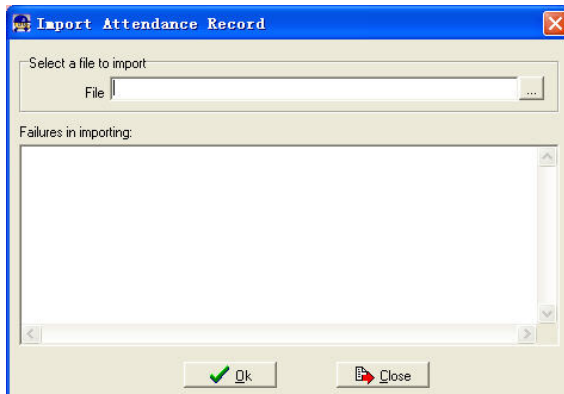 Import Attendance Record
Select a file to import
File
...
Failures in importing:
Ok
Close